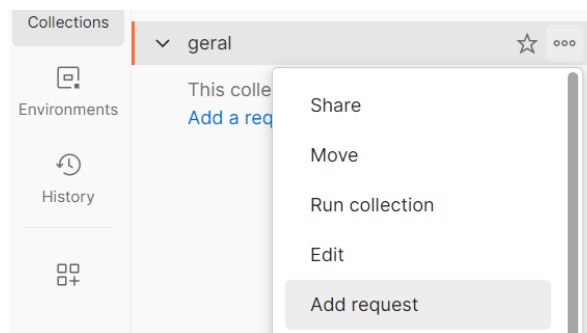 Collections
geral
Environments
This colle
Add a req
History
Share
Move
Run collection
Edit
Add request